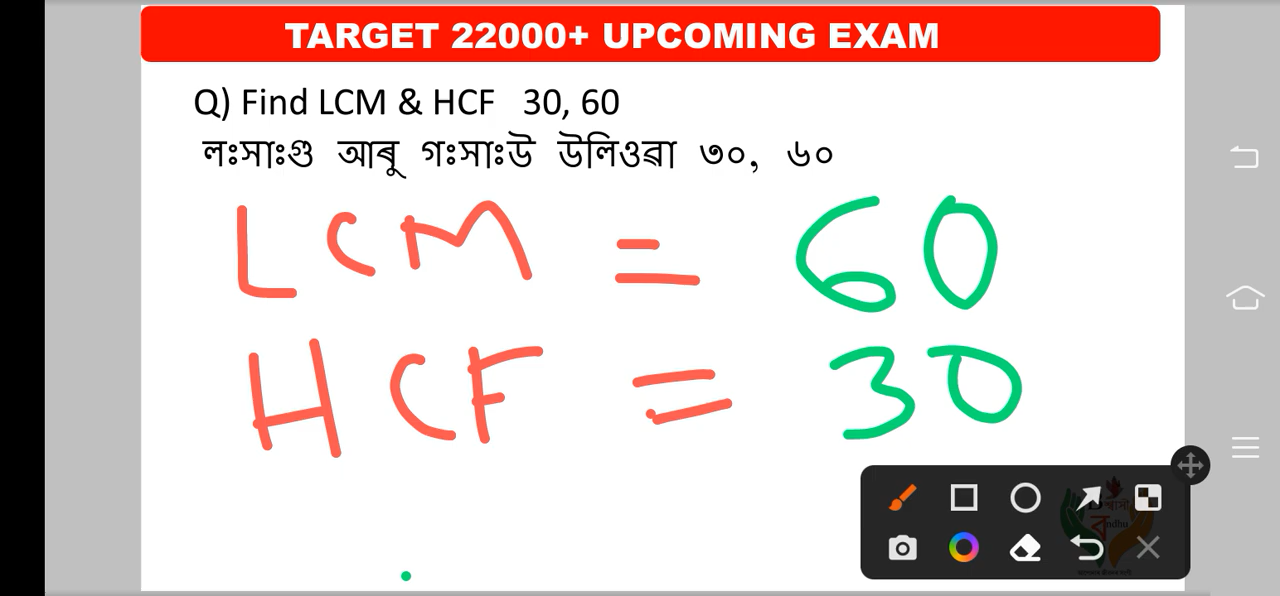 TARGET 22000+ UPCOMING EXAM
Q) Find LCM & HCF 30, 60
লঃসাঃগু আৰু গঃসাঃউ উলিওৱা ৩০, ৬০
LCM = 60
HCF = 30